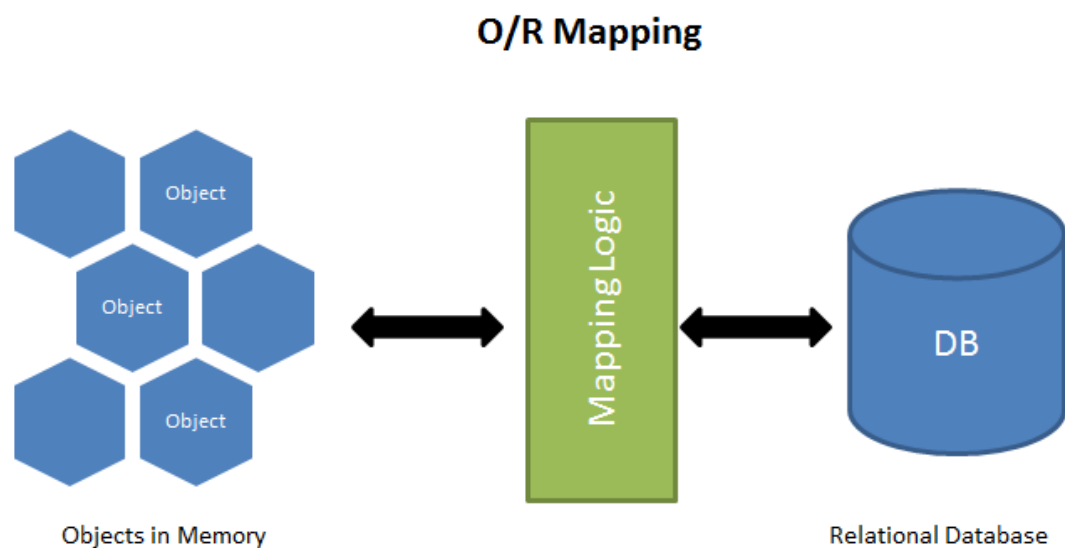 O/R Mapping
Object
Object
Object
Mapping Logic
DB
Objects in Memory
Relational Database